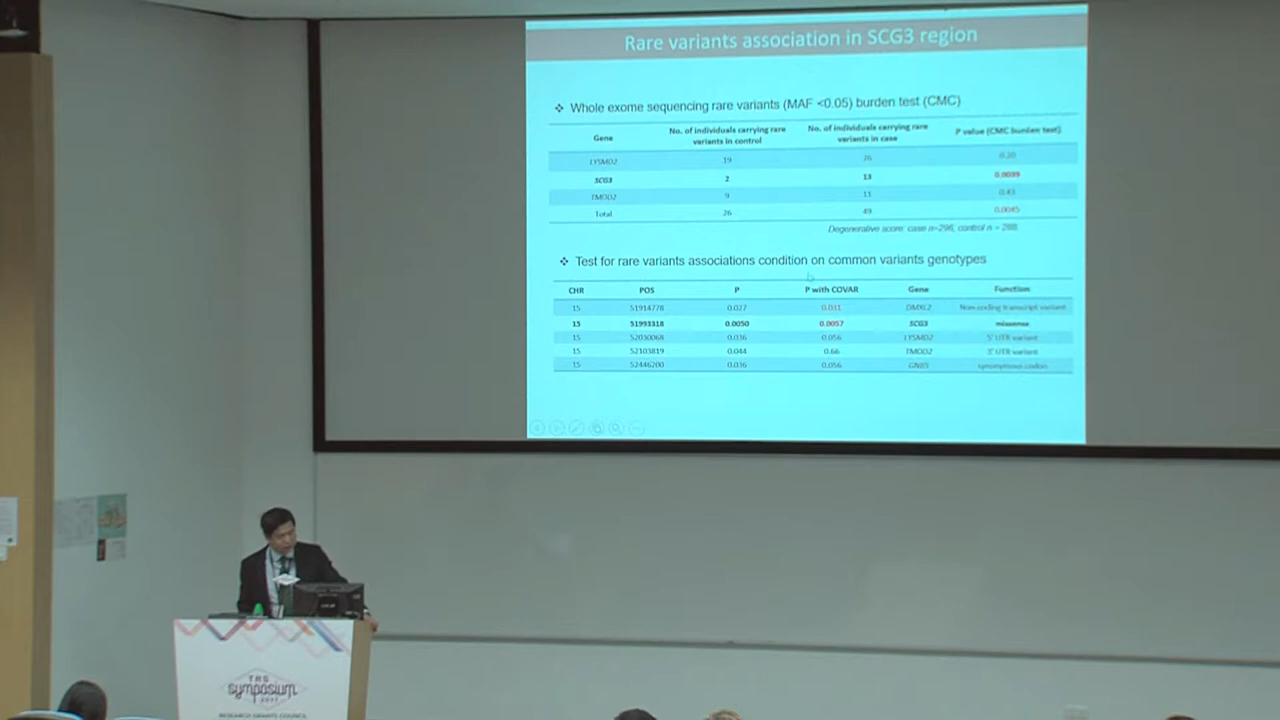 Rare variants association in SCG3 region
❖ Whole exome sequencing rare variants (MAF <0.05) burden test (CMC)
Gene No. of individuals carrying rare variants in control No. of individuals carrying rare variants in case P value (CMC burden test)
LYSMD2 19 26 0.20
SCG3 2 13 0.0039
TMOD2 9 11 0.43
Total 26 49 0.0045
Degenerative score: case n=296, control n = 288
❖ Test for rare variants associations condition on common variants genotypes
CHR POS P P with COVAR Gene Function
15 51914778 0.027 0.031 DMXL2 Non coding transcript variant
15 51993318 0.0050 0.0057 SCG3 missense
15 52030068 0.036 0.056 LYSMD2 5' UTR variant
15 52103819 0.044 0.66 TMOD2 3' UTR variant
15 52446200 0.036 0.056 GNB5 synonymous codon
TRS
symposium
2017
RESEARCH GRANTS COUNCIL